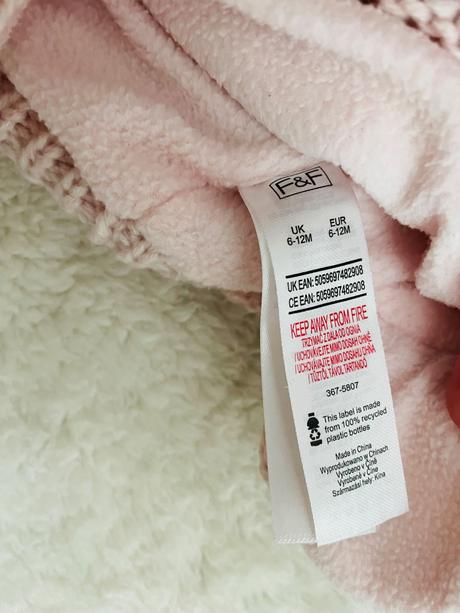 F&F
UK EUR
6-12M 6-12M
UK EAN: 5059697482908
CE EAN: 5059697482908
KEEP AWAY FROM FIRE
TRZYMAĆ Z DALA OD OGNIA
/ UCHOVÁVEJTE MIMO DOSAH OHNĚ
/ UCHOVÁVAJTE MIMO DOSAHU OHŇA
/ TŰZTŐL TÁVOL TARTANDÓ
367-5807
This label is made
from 100% recycled
plastic bottles
Made in China
Wyprodukowano w Chinach
Vyrobeno v Číně
Vyrobené v Číne
Származási hely: Kína